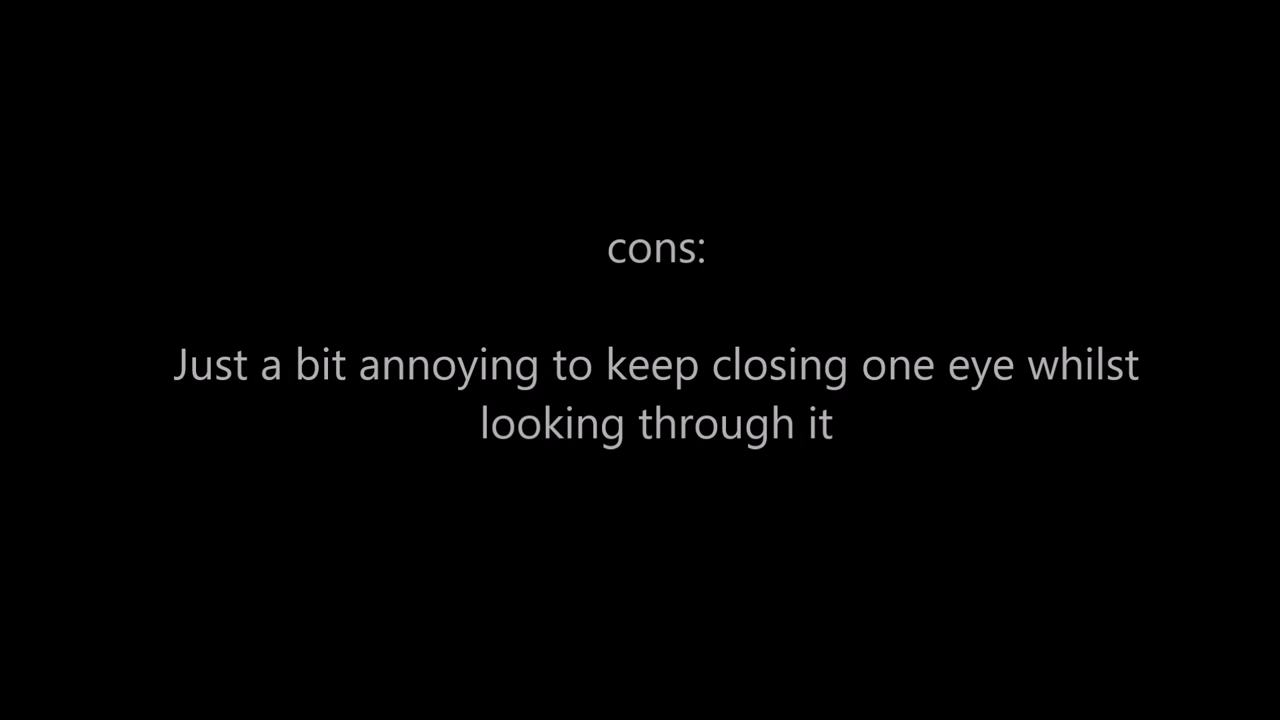 cons:
Just a bit annoying to keep closing one eye whilst
looking through it